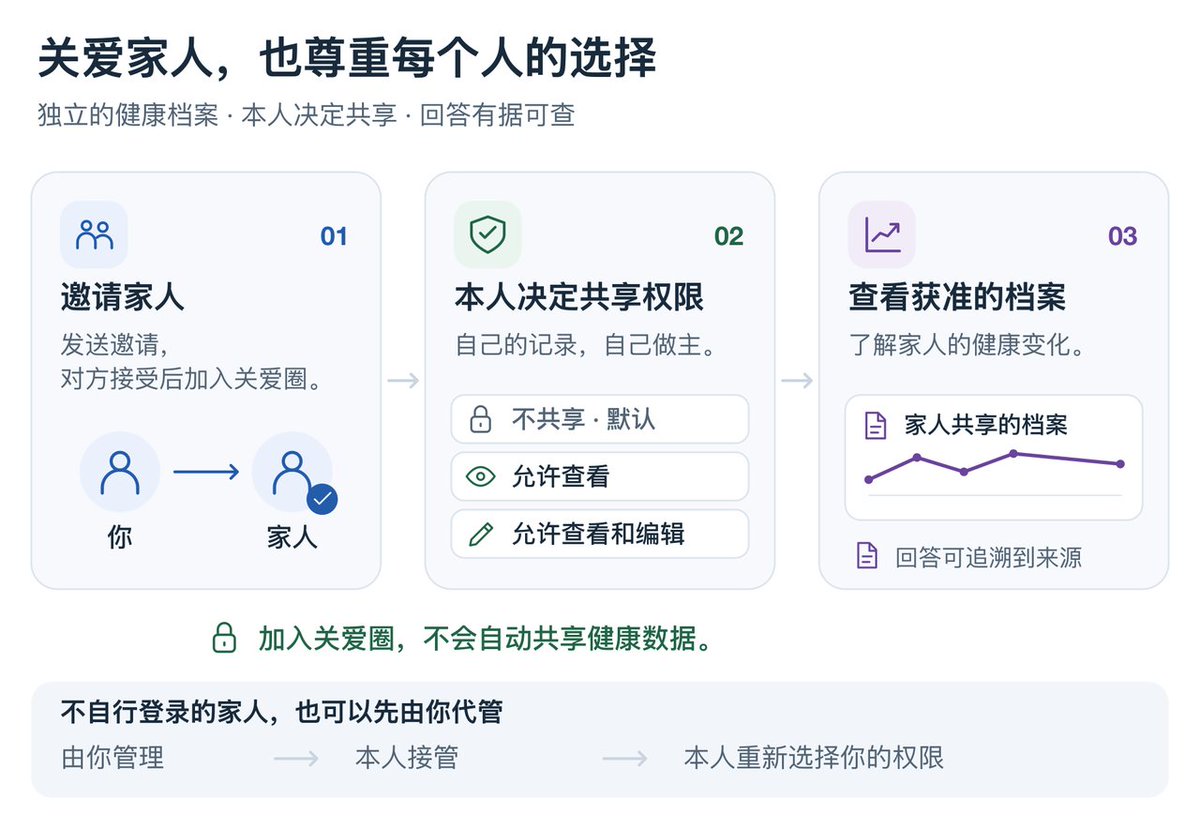 关爱家人，也尊重每个人的选择
独立的健康档案 · 本人决定共享 · 回答有据可查
01
邀请家人
发送邀请，
对方接受后加入关爱圈。
你
家人
02
本人决定共享权限
自己的记录，自己做主。
不共享 · 默认
允许查看
允许查看和编辑
03
查看获准的档案
了解家人的健康变化。
家人共享的档案
回答可追溯到来源
加入关爱圈，不会自动共享健康数据。
不自行登录的家人，也可以先由你代管
由你管理
本人接管
本人重新选择你的权限